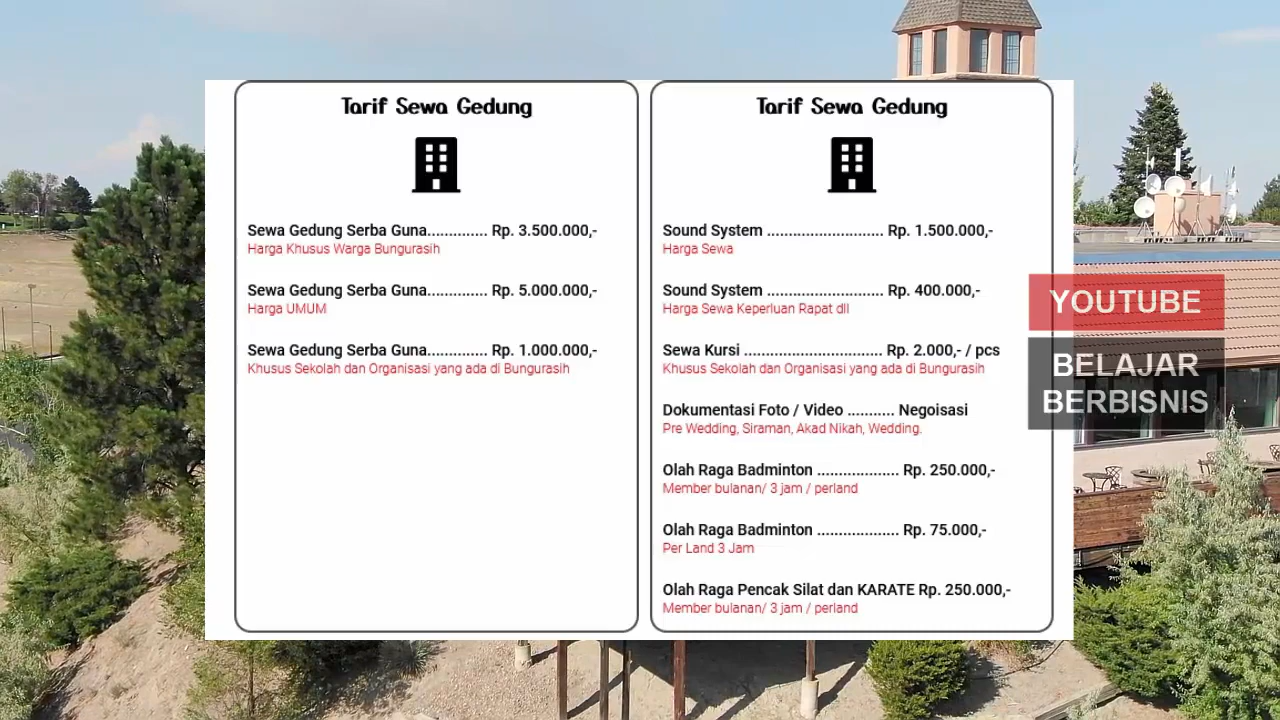 Tarif Sewa Gedung
Sewa Gedung Serba Guna.............. Rp. 3.500.000,-
Harga Khusus Warga Bungurasih
Sewa Gedung Serba Guna.............. Rp. 5.000.000,-
Harga UMUM
Sewa Gedung Serba Guna.............. Rp. 1.000.000,-
Khusus Sekolah dan Organisasi yang ada di Bungurasih
Tarif Sewa Gedung
Sound System ........................... Rp. 1.500.000,-
Harga Sewa
Sound System ........................... Rp. 400.000,-
Harga Sewa Keperluan Rapat dll
Sewa Kursi ................................ Rp. 2.000,- / pcs
Khusus Sekolah dan Organisasi yang ada di Bungurasih
Dokumentasi Foto / Video ........... Negoisasi
Pre Wedding, Siraman, Akad Nikah, Wedding.
Olah Raga Badminton ................... Rp. 250.000,-
Member bulanan/ 3 jam / perland
Olah Raga Badminton ................... Rp. 75.000,-
Per Land 3 Jam
Olah Raga Pencak Silat dan KARATE Rp. 250.000,-
Member bulanan/ 3 jam / perland
YOUTUBE
BELAJAR
BERBISNIS